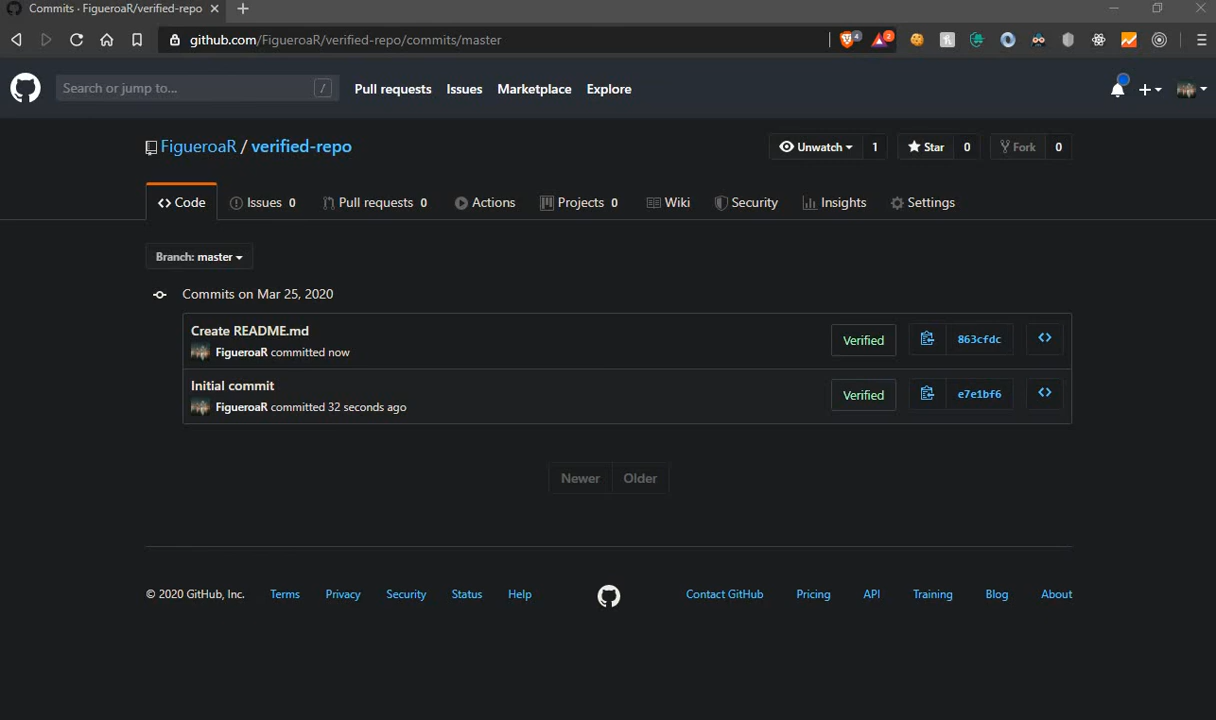 Commits · FigueroaR/verified-repo
github.com/FigueroaR/verified-repo/commits/master
4
2
Search or jump to...
/
Pull requests Issues Marketplace Explore
FigueroaR / verified-repo
Unwatch 1 Star 0 Fork 0
Code Issues 0 Pull requests 0 Actions Projects 0 Wiki Security Insights Settings
Branch: master
Commits on Mar 25, 2020
Create README.md
FigueroaR committed now
Verified 863cfdc
Initial commit
FigueroaR committed 32 seconds ago
Verified e7e1bf6
Newer Older
© 2020 GitHub, Inc. Terms Privacy Security Status Help Contact GitHub Pricing API Training Blog About